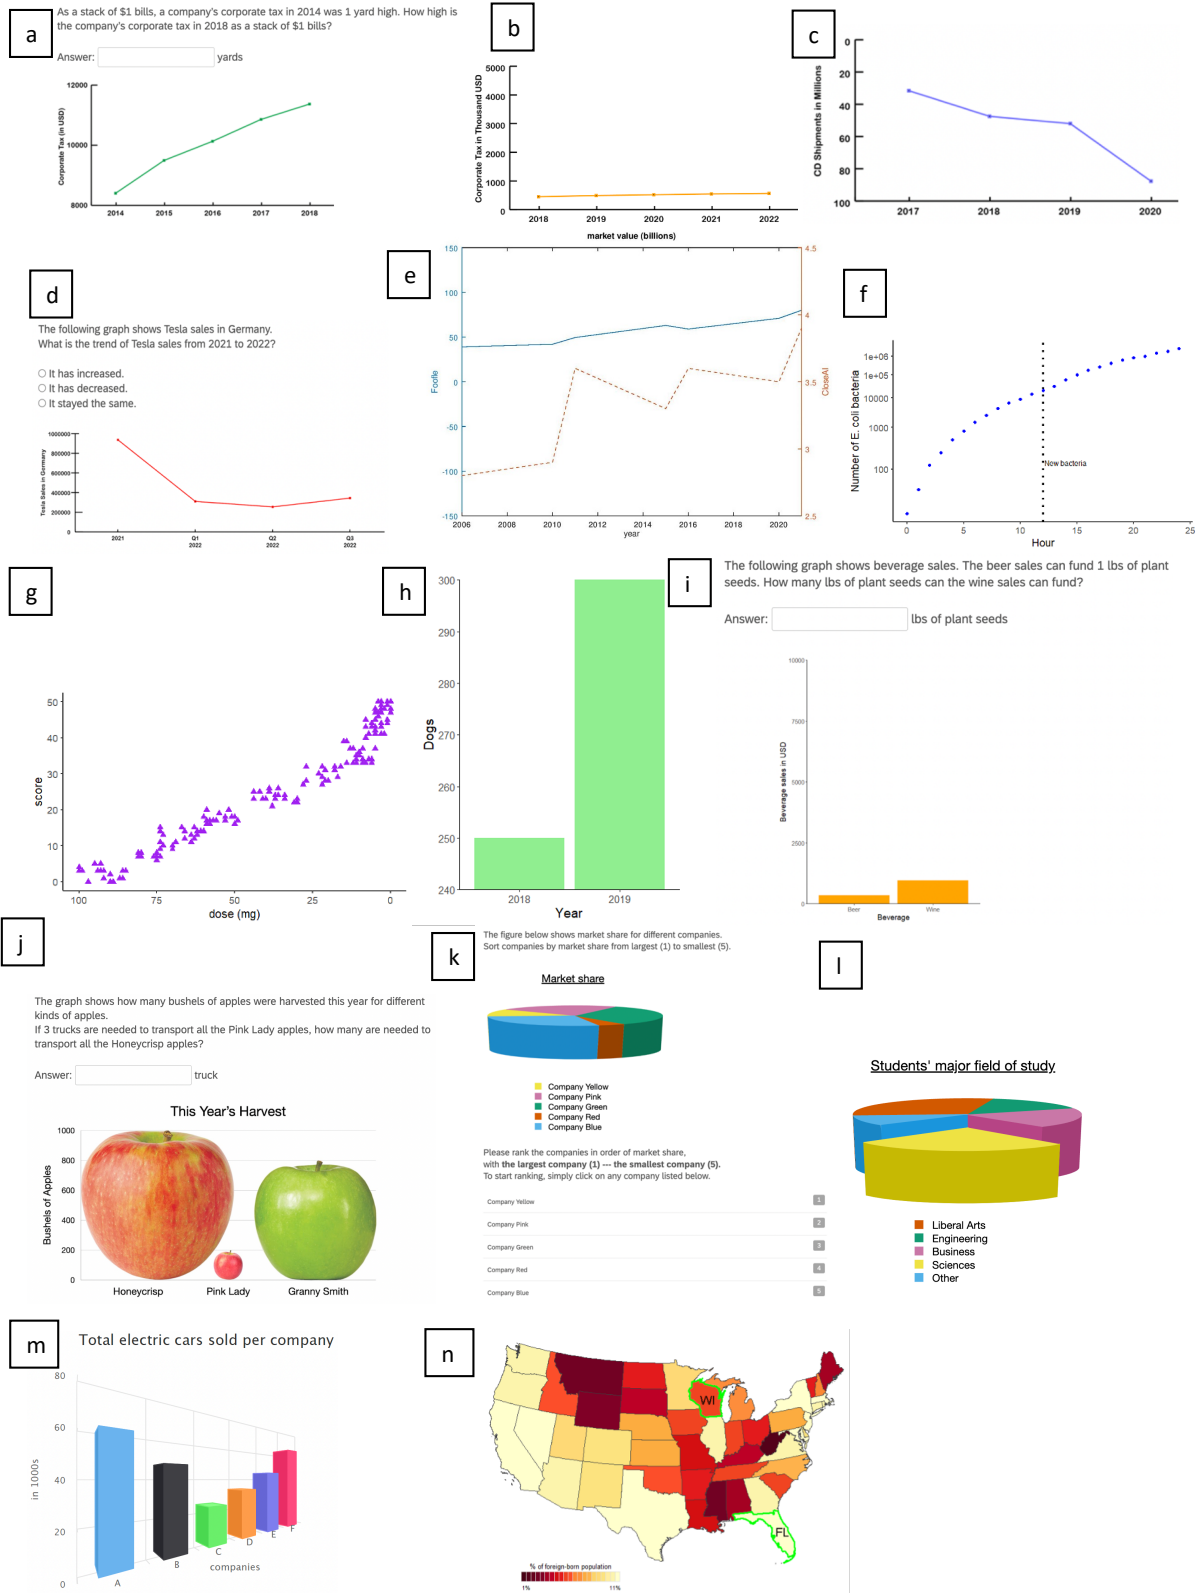 a
As a stack of $1 bills, a company's corporate tax in 2014 was 1 yard high. How high is
the company's corporate tax in 2018 as a stack of $1 bills?
Answer:
yards
Corporate Tax (in USD)
12000
10000
8000
2014 2015 2016 2017 2018
b
Corporate Tax in Thousand USD
5000
4000
3000
2000
1000
0
2018 2019 2020 2021 2022
market value (billions)
c
CD Shipments in Millions
0
20
40
60
80
100
2017 2018 2019 2020
d
The following graph shows Tesla sales in Germany.
What is the trend of Tesla sales from 2021 to 2022?
It has increased.
It has decreased.
It stayed the same.
Tesla Sales in Germany
1000000
800000
600000
400000
200000
0
2021 Q1 Q2 Q3
2022 2022 2022
e
Foofle
150
100
50
0
-50
-100
-150
4.5
4
3.5
3
2.5
CloseAI
2006 2008 2010 2012 2014 2016 2018 2020
year
f
Number of E. coli bacteria
1e+06
1e+05
10000
1000
100
New bacteria
0 5 10 15 20 25
Hour
g
score
50
40
30
20
10
0
100 75 50 25 0
dose (mg)
h
Dogs
300
290
280
270
260
250
240
2018 2019
Year
i
The following graph shows beverage sales. The beer sales can fund 1 lbs of plant
seeds. How many lbs of plant seeds can the wine sales can fund?
Answer:
lbs of plant seeds
Beverage sales in USD
10000
7500
5000
2500
0
Beer Wine
Beverage
j
The graph shows how many bushels of apples were harvested this year for different
kinds of apples.
If 3 trucks are needed to transport all the Pink Lady apples, how many are needed to
transport all the Honeycrisp apples?
Answer:
truck
This Year's Harvest
Bushels of Apples
1000
800
600
400
200
0
Honeycrisp Pink Lady Granny Smith
k
The figure below shows market share for different companies.
Sort companies by market share from largest (1) to smallest (5).
Market share
Company Yellow
Company Pink
Company Green
Company Red
Company Blue
Please rank the companies in order of market share,
with the largest company (1) --- the smallest company (5).
To start ranking, simply click on any company listed below.
Company Yellow 1
Company Pink 2
Company Green 3
Company Red 4
Company Blue 5
l
Students' major field of study
Liberal Arts
Engineering
Business
Sciences
Other
m
Total electric cars sold per company
in 1000s
80
60
40
20
0
A B C D E F
companies
n
WI
FL
% of foreign-born population
1% 11%